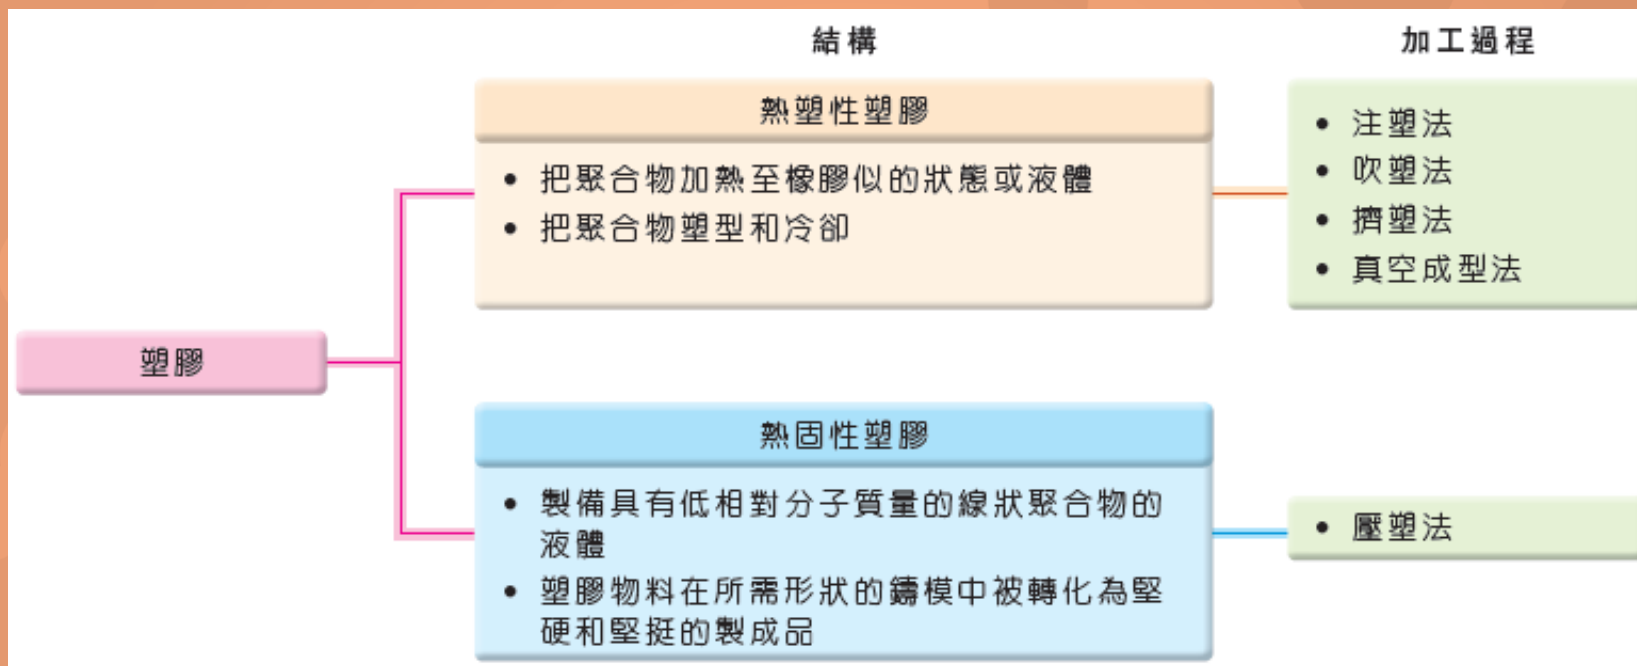 結構
加工過程
熱塑性塑膠
• 把聚合物加熱至橡膠似的狀態或液體
• 把聚合物塑型和冷卻
• 注塑法
• 吹塑法
• 擠塑法
• 真空成型法
塑膠
熱固性塑膠
• 製備具有低相對分子質量的線狀聚合物的
液體
• 塑膠物料在所需形狀的鑄模中被轉化為堅
硬和堅挺的製成品
• 壓塑法